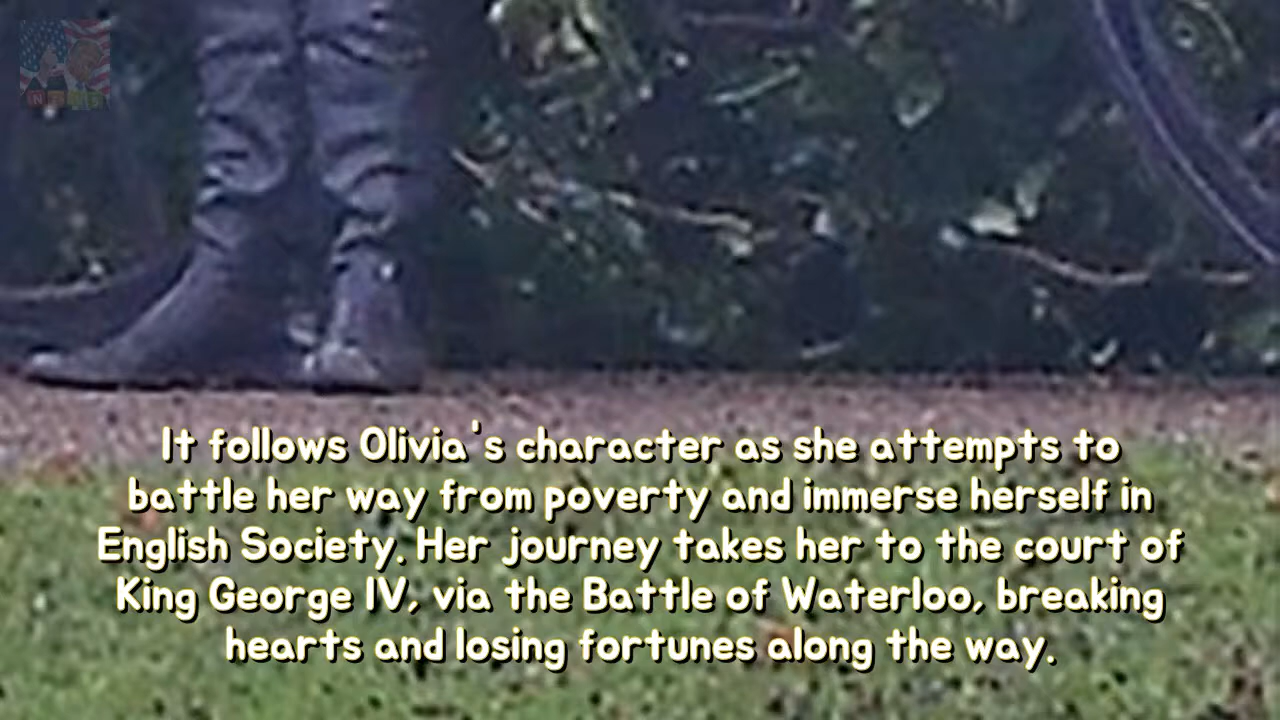 It follows Olivia's character as she attempts to
battle her way from poverty and immerse herself in
English Society. Her journey takes her to the court of
King George IV, via the Battle of Waterloo, breaking
hearts and losing fortunes along the way.